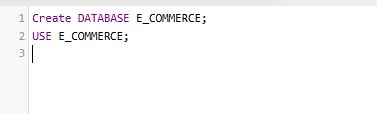 1 Create DATABASE E_COMMERCE;
2 USE E_COMMERCE;
3